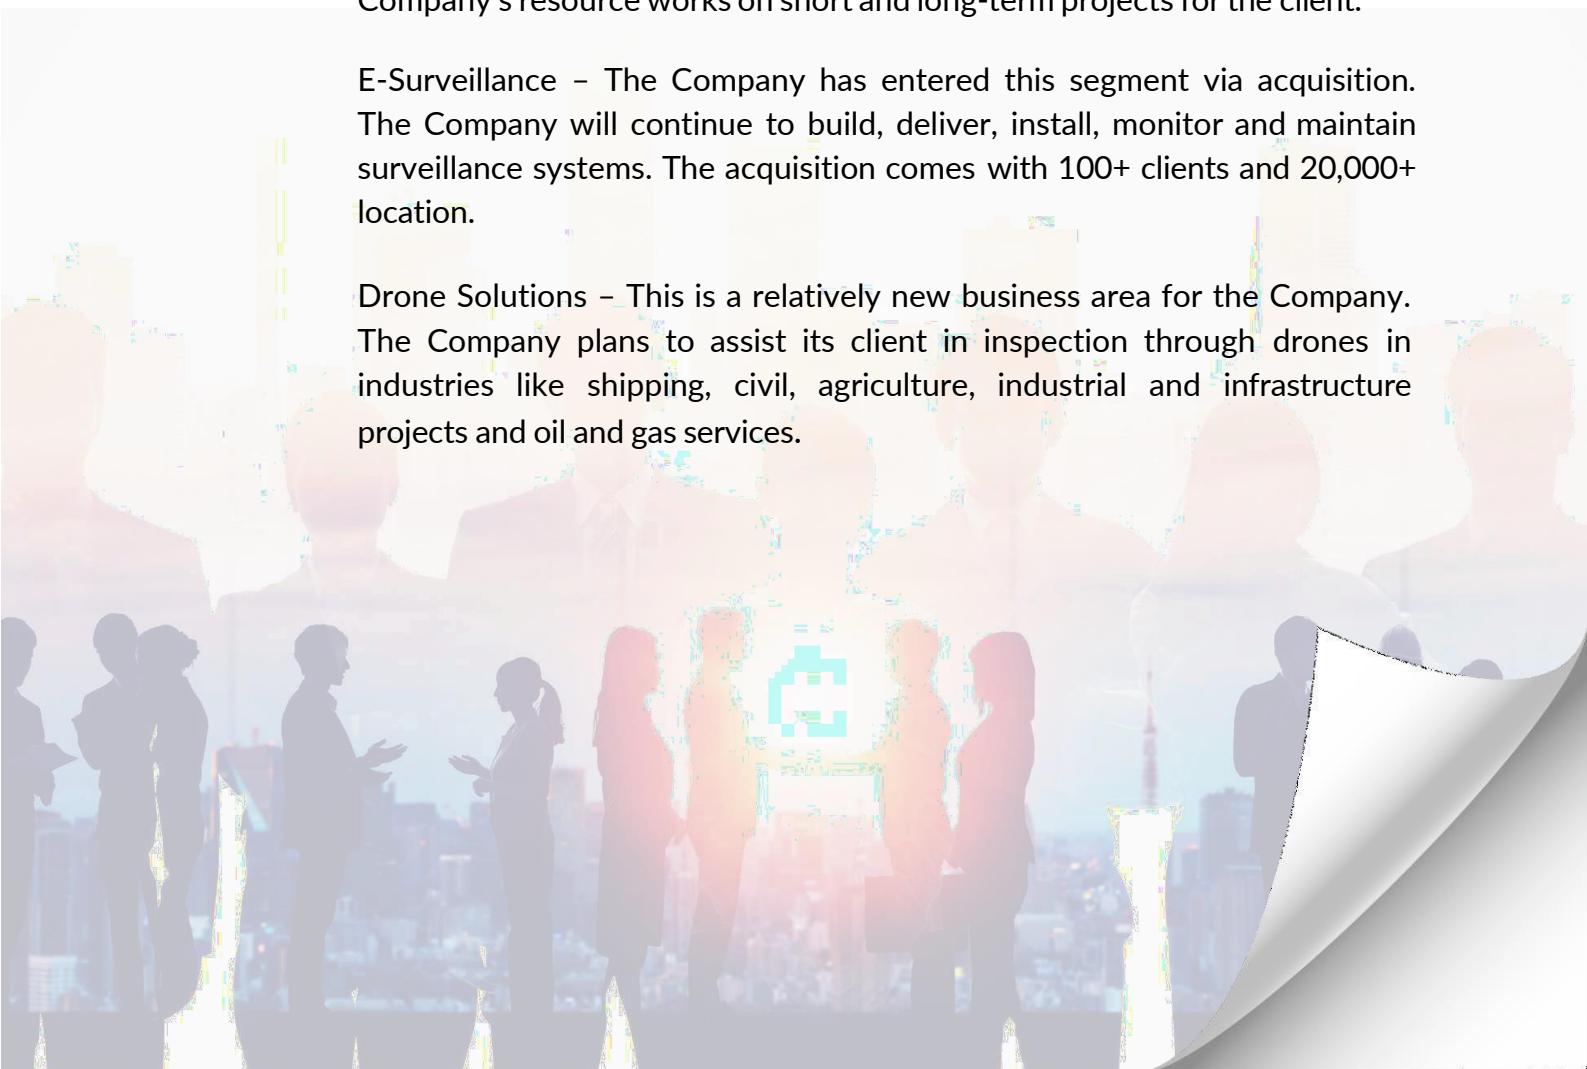 Company's resource works on short and long-term projects for the client.
E-Surveillance – The Company has entered this segment via acquisition.
The Company will continue to build, deliver, install, monitor and maintain
surveillance systems. The acquisition comes with 100+ clients and 20,000+
location.
Drone Solutions – This is a relatively new business area for the Company.
The Company plans to assist its client in inspection through drones in
industries like shipping, civil, agriculture, industrial and infrastructure
projects and oil and gas services.